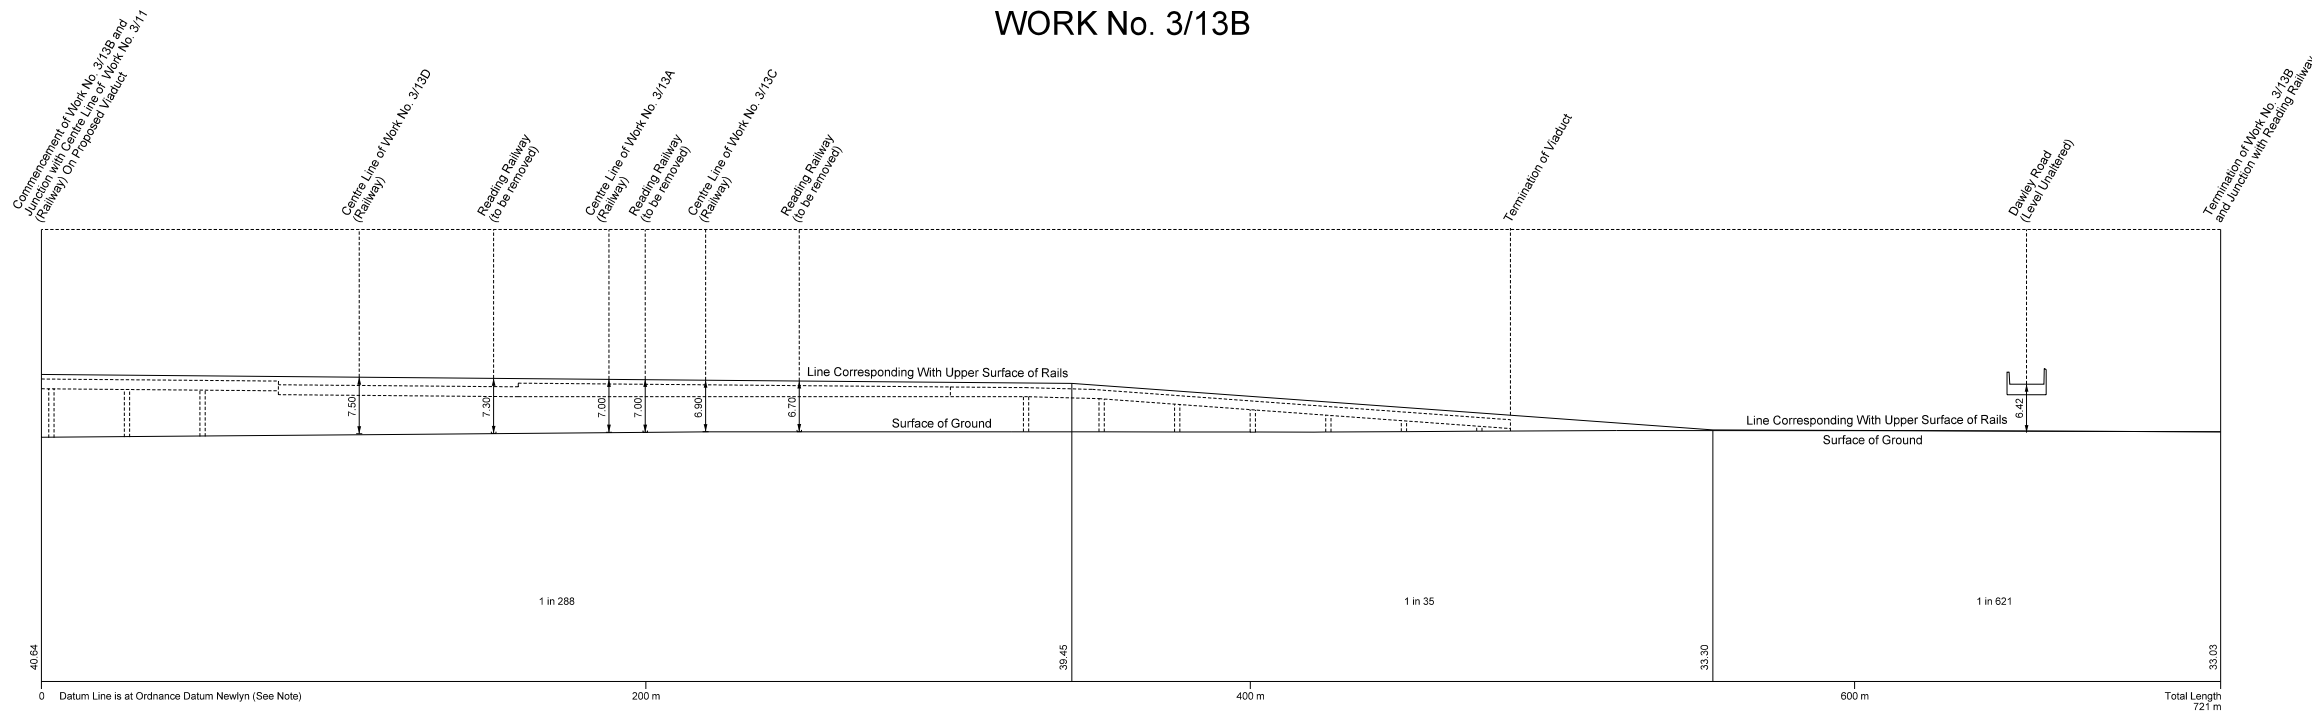 WORK No. 3/13B
Commencement of Work No. 3/13B and
Junction with Centre Line of Work No. 3/11
(Railway) On Proposed Viaduct
Centre Line of Work No. 3/13D
(Railway)
Reading Railway
(to be removed)
Centre Line of Work No. 3/13A
(Railway)
Reading Railway
(to be removed)
Centre Line of Work No. 3/13C
(Railway)
Reading Railway
(to be removed)
Termination of Viaduct
Dawley Road
(Level Unaltered)
Termination of Work No. 3/13B
and Junction with Reading Railway
Line Corresponding With Upper Surface of Rails
7.50
7.30
7.00
7.00
6.90
6.70
6.42
Surface of Ground
Line Corresponding With Upper Surface of Rails
Surface of Ground
1 in 288
1 in 35
1 in 621
40.64
39.45
33.30
33.03
0
Datum Line is at Ordnance Datum Newlyn (See Note)
200 m
400 m
600 m
Total Length
721 m